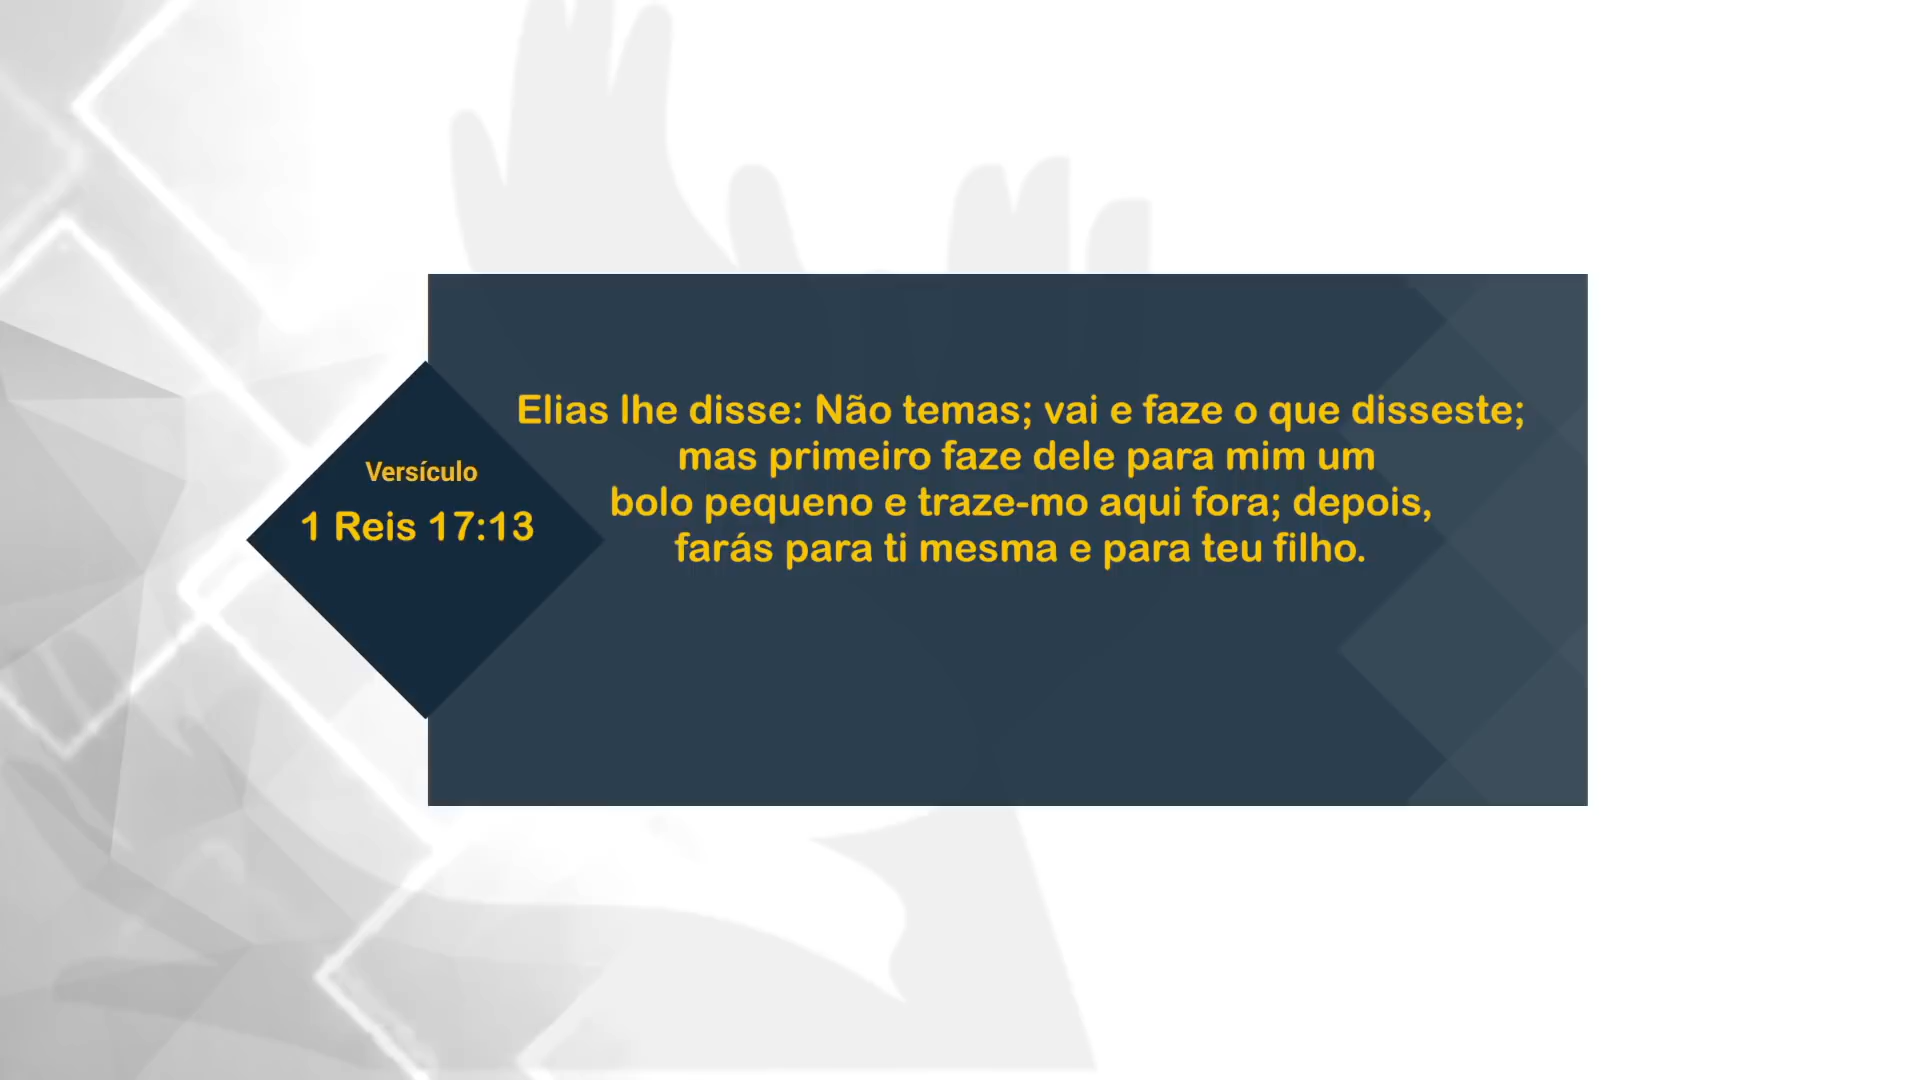 Versículo
1 Reis 17:13
Elias lhe disse: Não temas; vai e faze o que disseste;
mas primeiro faze dele para mim um
bolo pequeno e traze-mo aqui fora; depois,
farás para ti mesma e para teu filho.